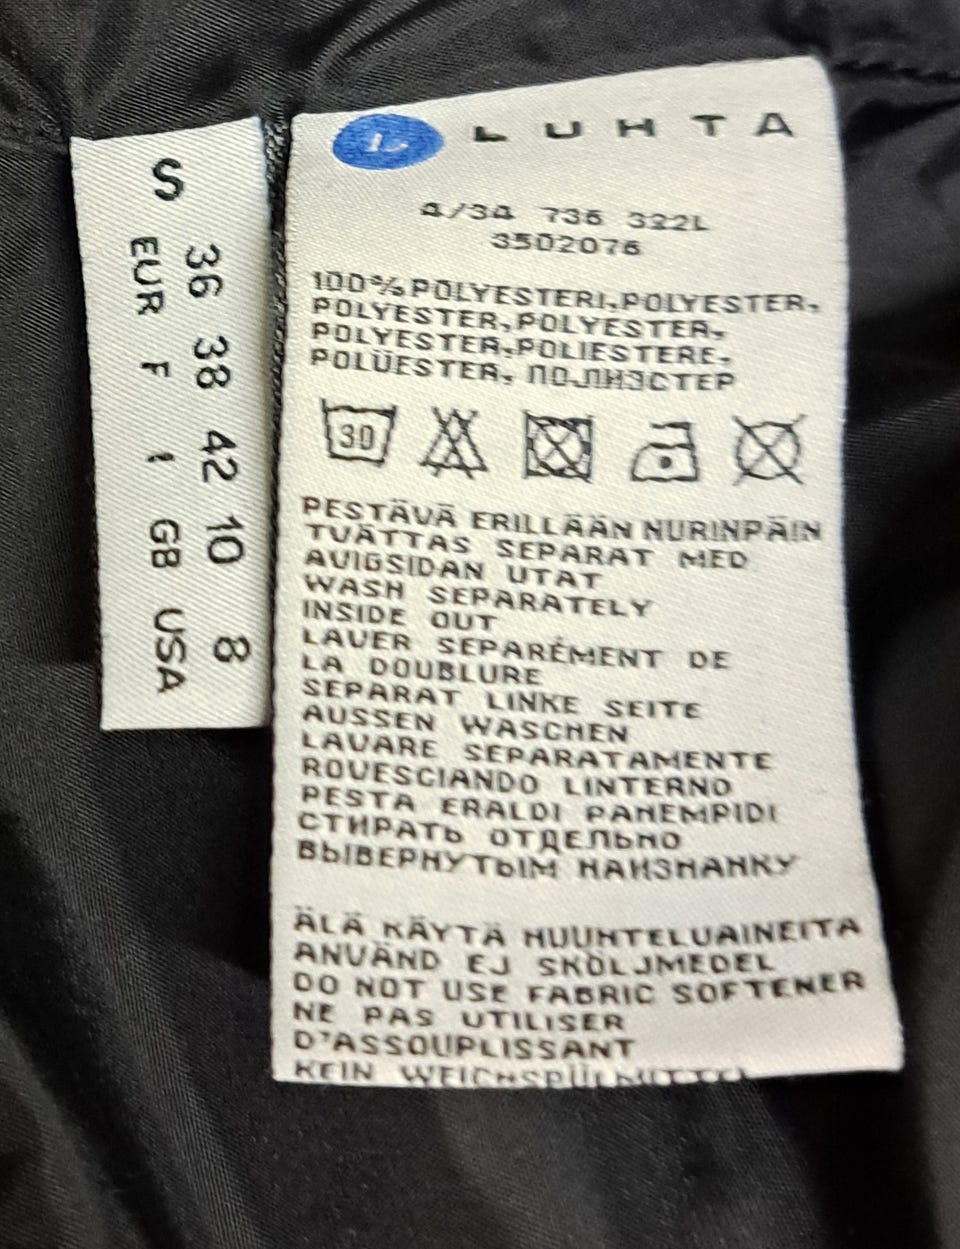 S
36 38 42 10 8
EUR F I GB USA
L LUHTA
4/34 736 322L
3502076
100%POLYESTERI,POLYESTER,
POLYESTER,POLYESTER,
POLYESTER,POLIESTERE,
POLÜESTER, ПОЛИЭСТЕР
30
PESTÄVÄ ERILLÄÄN NURINPÄIN
TVÄTTAS SEPARAT MED
AVIGSIDAN UTAT
WASH SEPARATELY
INSIDE OUT
LAVER SEPARÉMENT DE
LA DOUBLURE
SEPARAT LINKE SEITE
AUSSEN WASCHEN
LAVARE SEPARATAMENTE
ROVESCIANDO LINTERNO
PESTA ERALDI PAHEMPIDI
СТИРАТЬ ОТДЕЛЬНО
ВЫВЕРНУТЫМ НАИЗНАНКУ
ÄLÄ KÄYTÄ HUUHTELUAINEITA
ANVÄND EJ SKÖLJMEDEL
DO NOT USE FABRIC SOFTENER
NE PAS UTILISER
D'ASSOUPLISSANT
KEIN WEICHSPÜLMITTEL